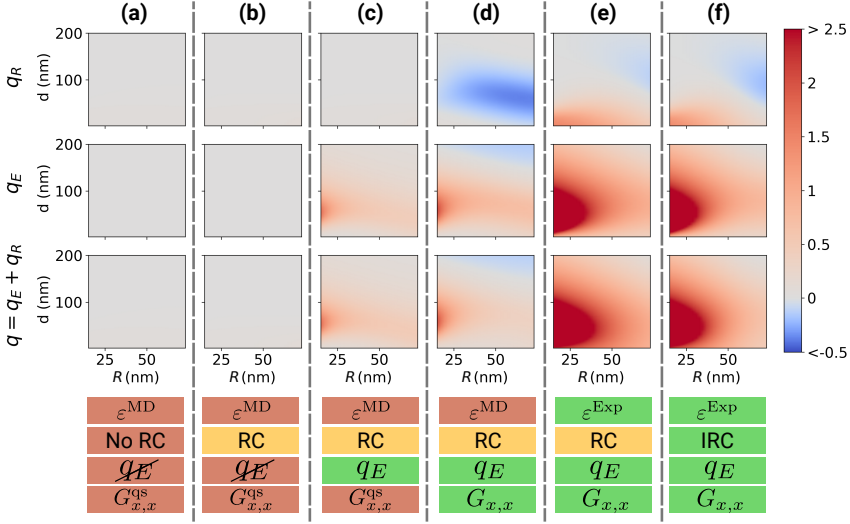 (a) (b) (c) (d) (e) (f)
q_R d (nm) 200 100
> 2.5
2
1.5
1
0.5
0
<-0.5
q_E d (nm) 200 100
q = q_E + q_R d (nm) 200 100
25 50 25 50 25 50 25 50 25 50 25 50
R (nm) R (nm) R (nm) R (nm) R (nm) R (nm)
ε^MD ε^MD ε^MD ε^MD ε^Exp ε^Exp
No RC RC RC RC RC IRC
q_E q_E q_E q_E q_E q_E
G^qs_x,x G^qs_x,x G^qs_x,x G_x,x G_x,x G_x,x